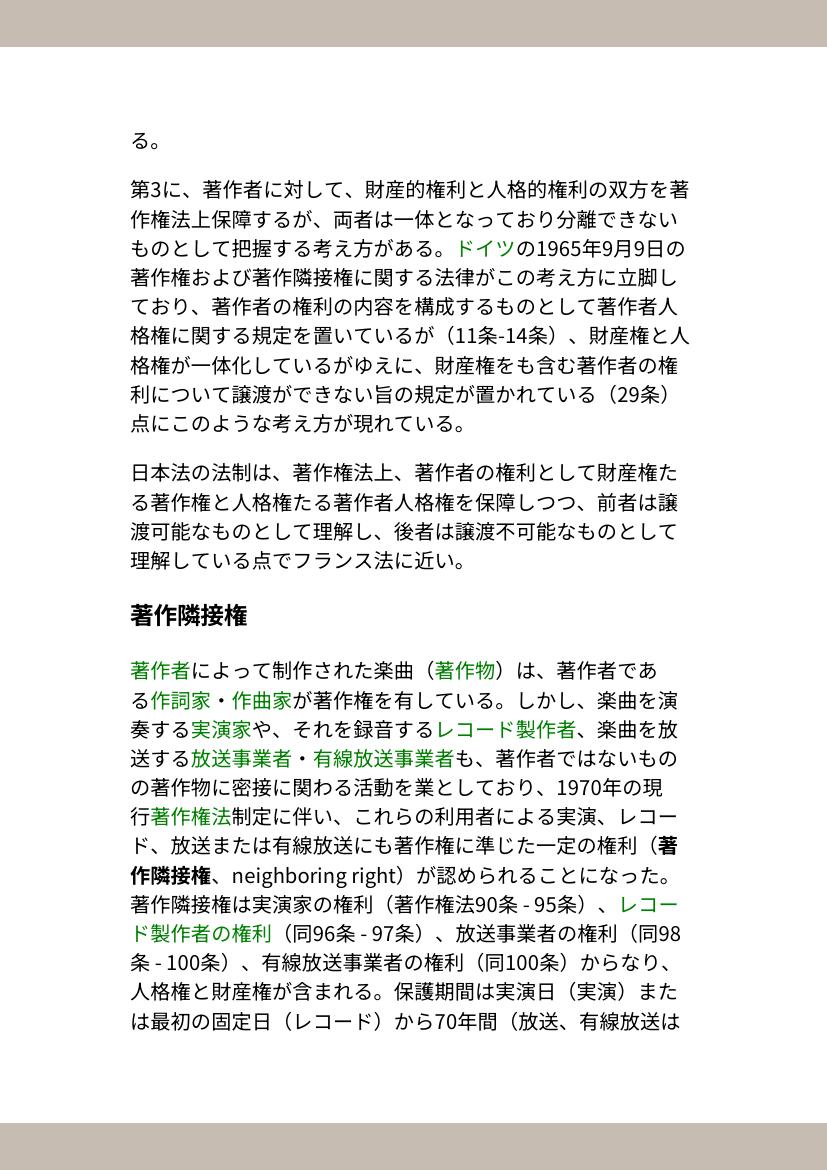 る。
第3に、著作者に対して、財産的権利と人格的権利の双方を著
作権法上保障するが、両者は一体となっており分離できない
ものとして把握する考え方がある。ドイツの1965年9月9日の
著作権および著作隣接権に関する法律がこの考え方に立脚し
ており、著作者の権利の内容を構成するものとして著作者人
格権に関する規定を置いているが（11条-14条）、財産権と人
格権が一体化しているがゆえに、財産権をも含む著作者の権
利について譲渡ができない旨の規定が置かれている（29条）
点にこのような考え方が現れている。
日本法の法制は、著作権法上、著作者の権利として財産権た
る著作権と人格権たる著作者人格権を保障しつつ、前者は譲
渡可能なものとして理解し、後者は譲渡不可能なものとして
理解している点でフランス法に近い。
著作隣接権
著作者によって制作された楽曲（著作物）は、著作者であ
る作詞家・作曲家が著作権を有している。しかし、楽曲を演
奏する実演家や、それを録音するレコード製作者、楽曲を放
送する放送事業者・有線放送事業者も、著作者ではないもの
の著作物に密接に関わる活動を業としており、1970年の現
行著作権法制定に伴い、これらの利用者による実演、レコー
ド、放送または有線放送にも著作権に準じた一定の権利（著
作隣接権、neighboring right）が認められることになった。
著作隣接権は実演家の権利（著作権法90条 - 95条）、レコー
ド製作者の権利（同96条 - 97条）、放送事業者の権利（同98
条 - 100条）、有線放送事業者の権利（同100条）からなり、
人格権と財産権が含まれる。保護期間は実演日（実演）また
は最初の固定日（レコード）から70年間（放送、有線放送は